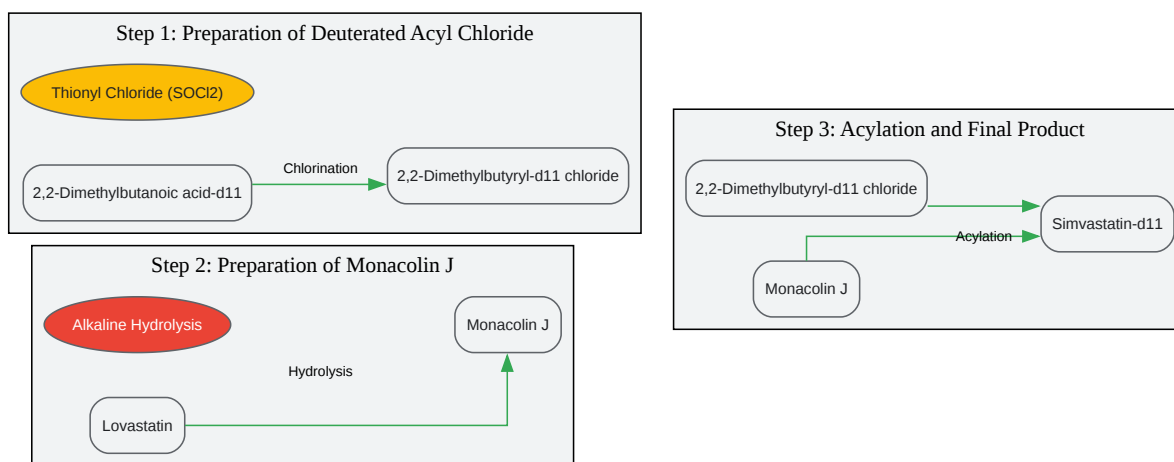 Step 1: Preparation of Deuterated Acyl Chloride
Thionyl Chloride (SOCl2)
2,2-Dimethylbutanoic acid-d11
Chlorination
2,2-Dimethylbutyryl-d11 chloride
Step 2: Preparation of Monacolin J
Alkaline Hydrolysis
Monacolin J
Hydrolysis
Lovastatin
Step 3: Acylation and Final Product
2,2-Dimethylbutyryl-d11 chloride
Simvastatin-d11
Acylation
Monacolin J